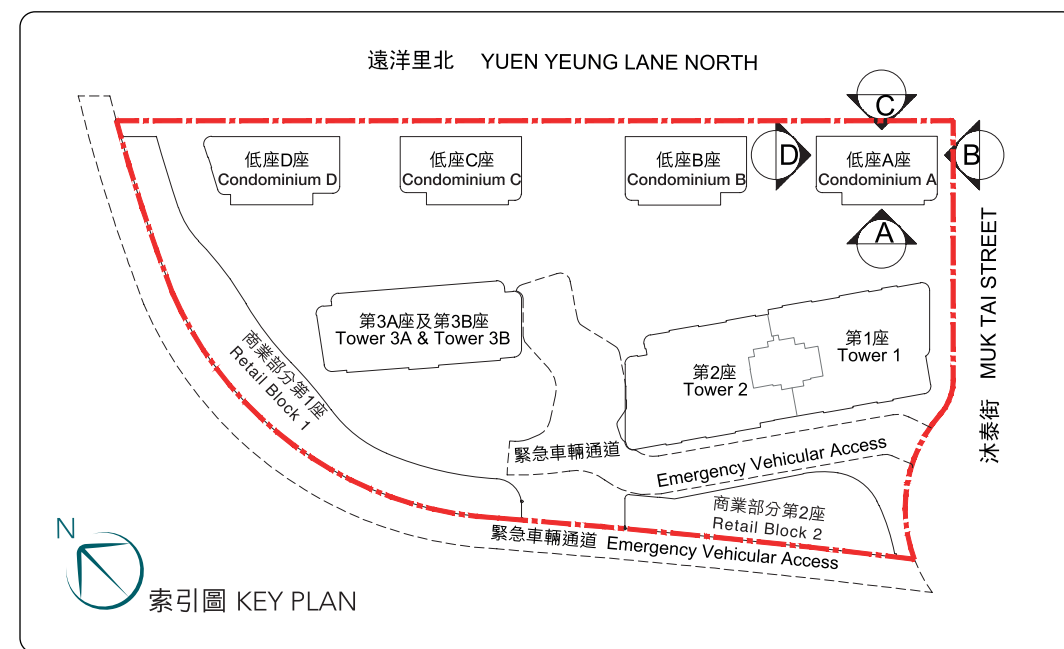 遠洋里北 YUEN YEUNG LANE NORTH
C
低座D座
Condominium D
低座C座
Condominium C
低座B座
Condominium B
D
低座A座
Condominium A
B
A
沐泰街 MUK TAI STREET
第3A座及第3B座
Tower 3A & Tower 3B
第1座
Tower 1
第2座
Tower 2
商業部分第1座
Retail Block 1
緊急車輛通道 Emergency Vehicular Access
商業部分第2座
Retail Block 2
緊急車輛通道 Emergency Vehicular Access
N
索引圖 KEY PLAN